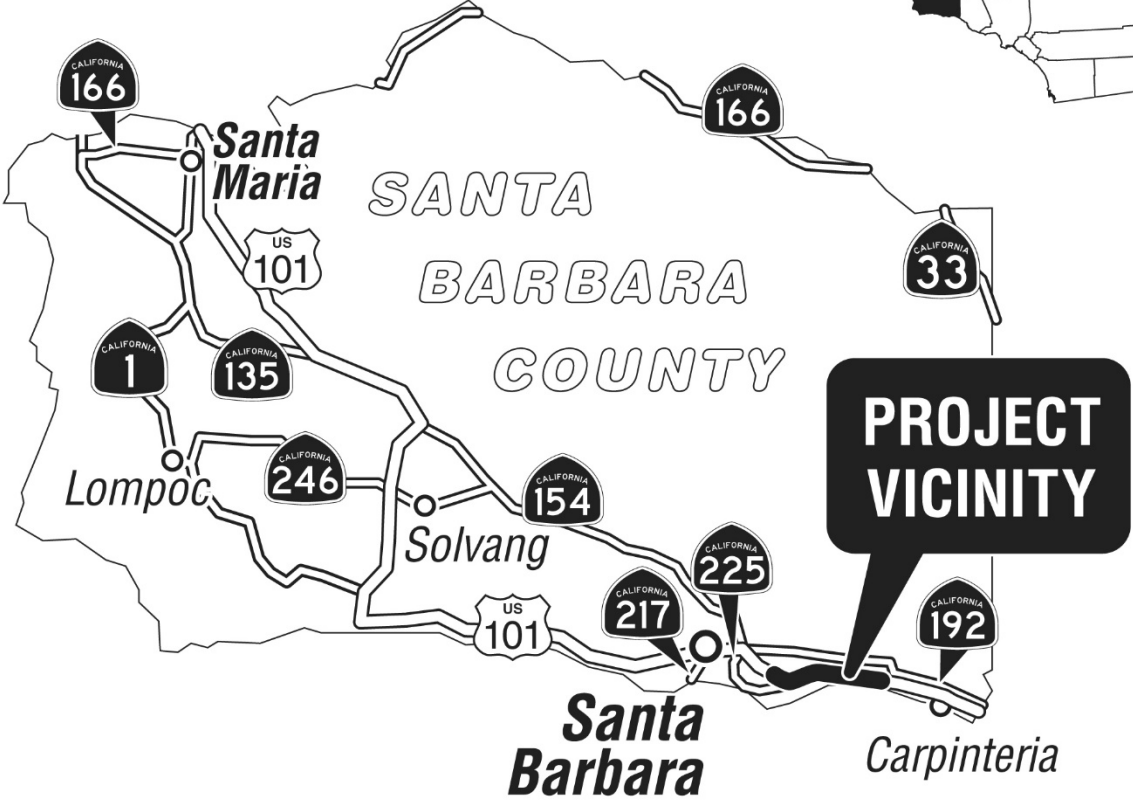 CALIFORNIA
166
Santa
Maria
CALIFORNIA
166
SANTA
BARBARA
COUNTY
US
101
CALIFORNIA
33
CALIFORNIA
1
CALIFORNIA
135
PROJECT
VICINITY
Lompoc
CALIFORNIA
246
Solvang
CALIFORNIA
154
CALIFORNIA
225
CALIFORNIA
217
US
101
CALIFORNIA
192
Santa
Barbara
Carpinteria